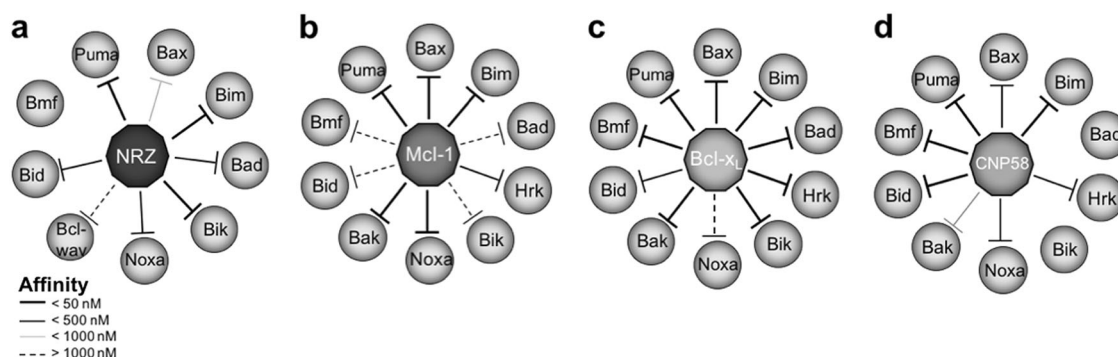 a
Puma
Bax
Bmf
Bim
NRZ
Bid
Bad
Bcl-
wav
Noxa
Bik
Affinity
< 50 nM
< 500 nM
< 1000 nM
> 1000 nM
b
Bax
Puma
Bim
Bmf
Bad
Mcl-1
Bid
Hrk
Bak
Bik
Noxa
c
Bax
Puma
Bim
Bmf
Bad
Bcl-xL
Bid
Hrk
Bak
Bik
Noxa
d
Bax
Puma
Bim
Bmf
Bad
CNP58
Bid
Hrk
Bak
Bik
Noxa